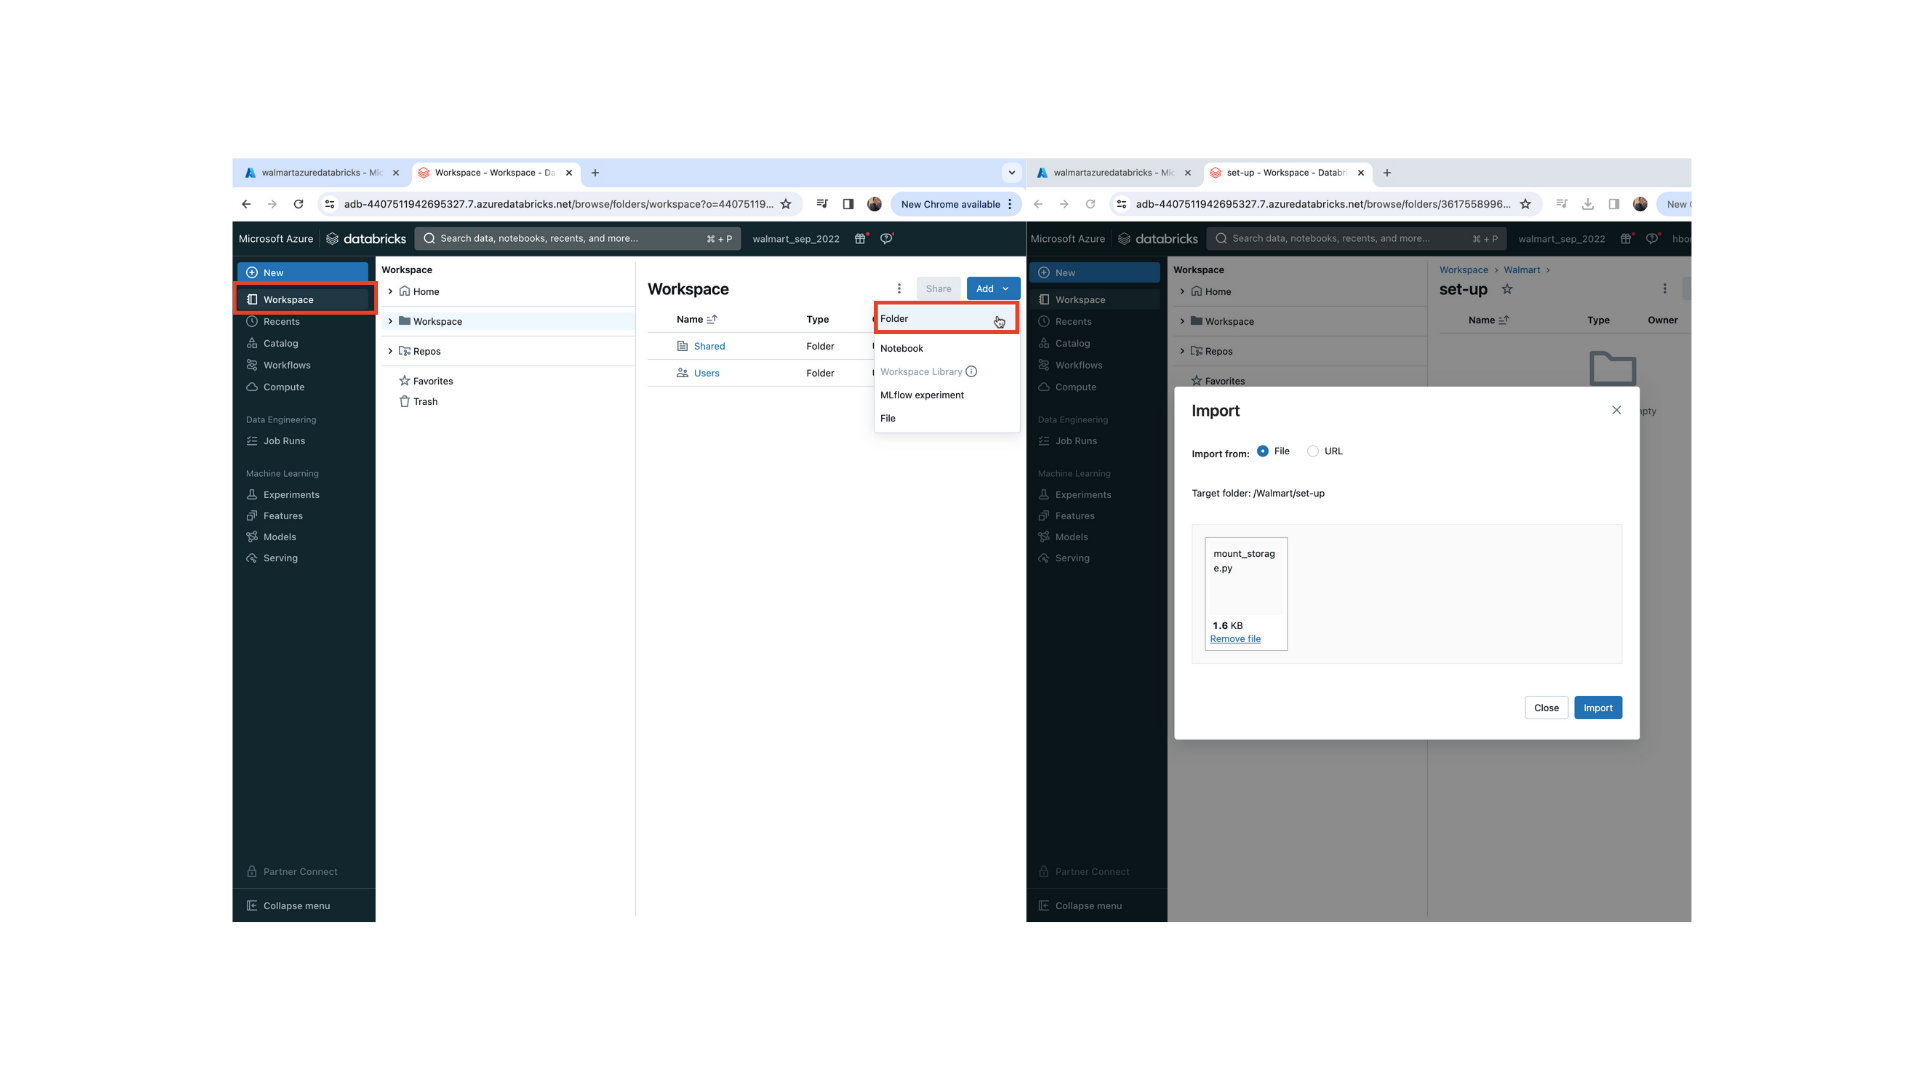 walmartazuredatabricks - Mic
Workspace - Workspace - Da
adb-4407511942695327.7.azuredatabricks.net/browse/folders/workspace?o=44075119...
New Chrome available
Microsoft Azure
databricks
Search data, notebooks, recents, and more...
⌘ + P
walmart_sep_2022
New
Workspace
Recents
Catalog
Workflows
Compute
Data Engineering
Job Runs
Machine Learning
Experiments
Features
Models
Serving
Partner Connect
Collapse menu
Workspace
Home
Workspace
Repos
Favorites
Trash
Workspace
Share
Add
Name
Type
Shared
Folder
Users
Folder
Folder
Notebook
Workspace Library
MLflow experiment
File
walmartazuredatabricks - Mic
set-up - Workspace - Databri
adb-4407511942695327.7.azuredatabricks.net/browse/folders/3617558996...
New
Microsoft Azure
databricks
Search data, notebooks, recents, and more...
⌘ + P
walmart_sep_2022
hbo
New
Workspace
Recents
Catalog
Workflows
Compute
Data Engineering
Job Runs
Machine Learning
Experiments
Features
Models
Serving
Partner Connect
Collapse menu
Workspace
Home
Workspace
Repos
Favorites
Workspace > Walmart >
set-up
Name
Type
Owner
pty
Import
Import from:
File
URL
Target folder: /Walmart/set-up
mount_storag
e.py
1.6 KB
Remove file
Close
Import